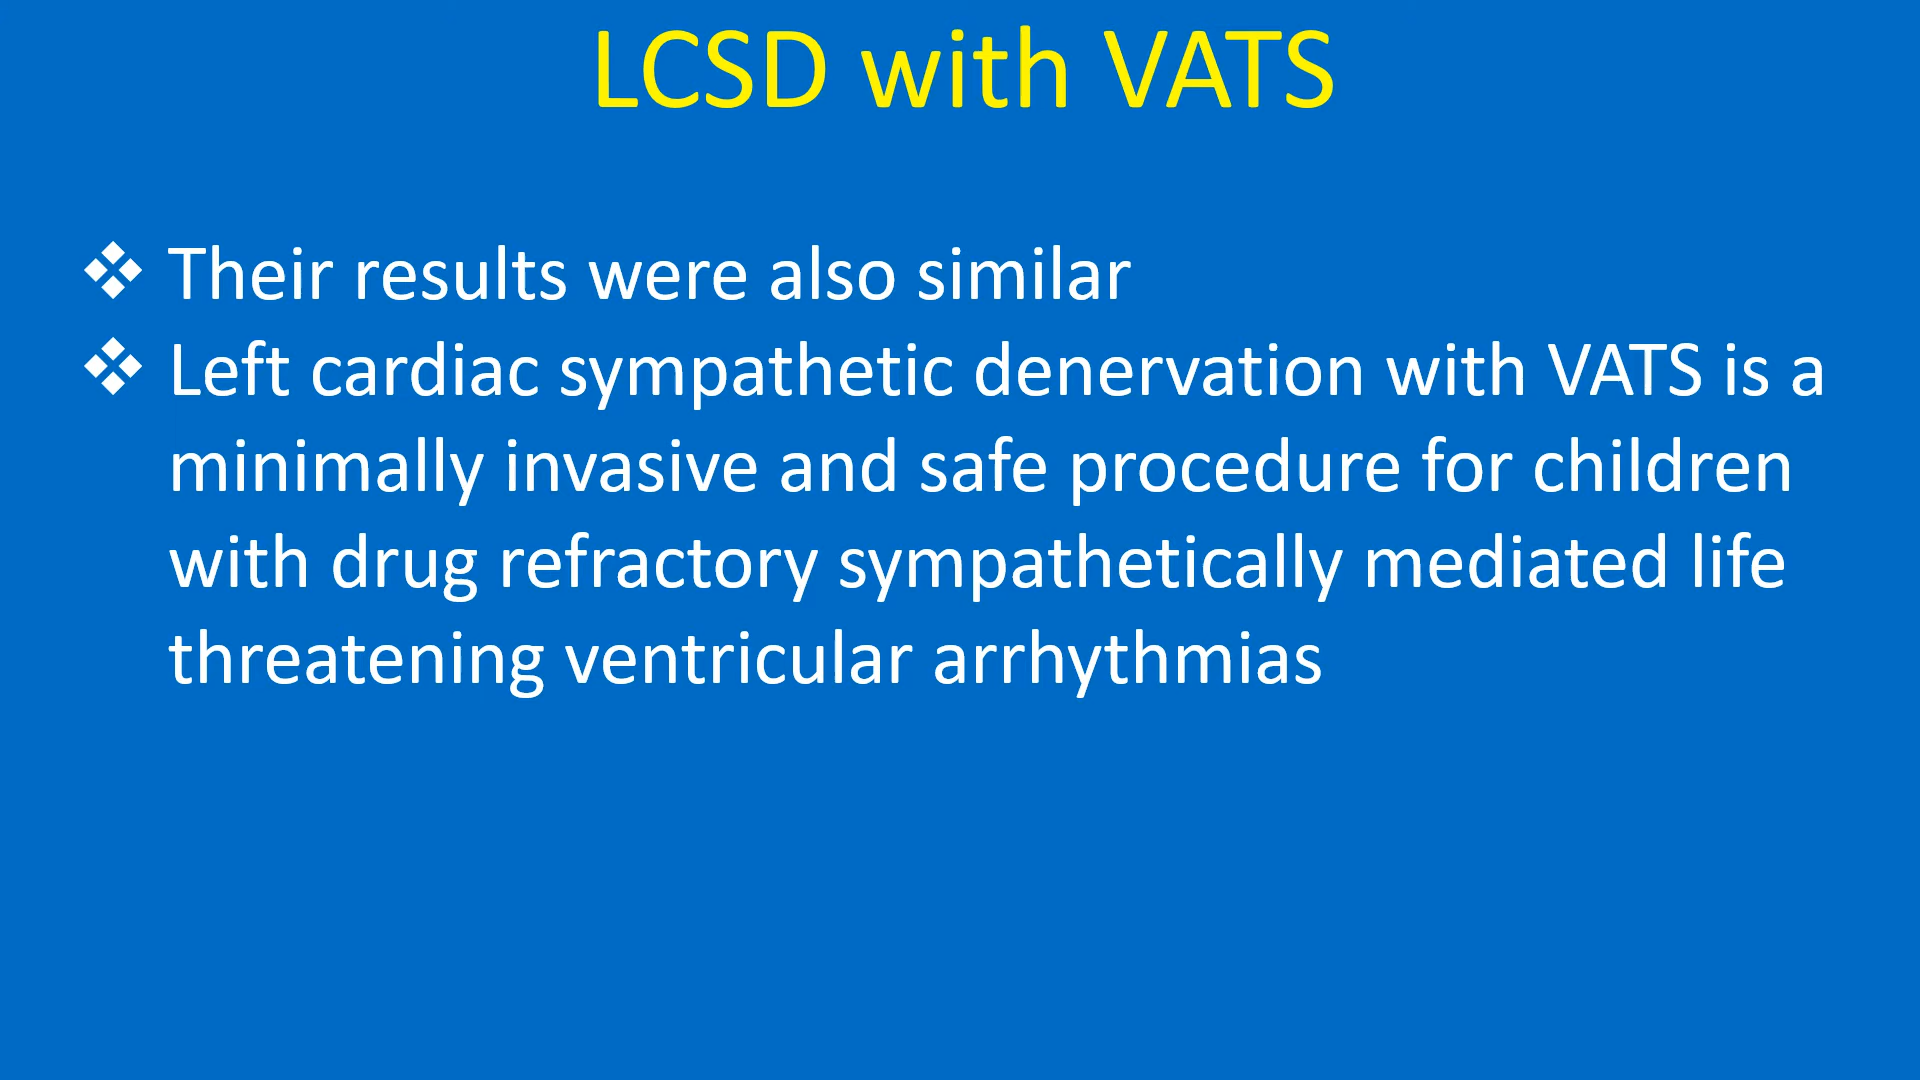 LCSD with VATS
❖ Their results were also similar
❖ Left cardiac sympathetic denervation with VATS is a
minimally invasive and safe procedure for children
with drug refractory sympathetically mediated life
threatening ventricular arrhythmias